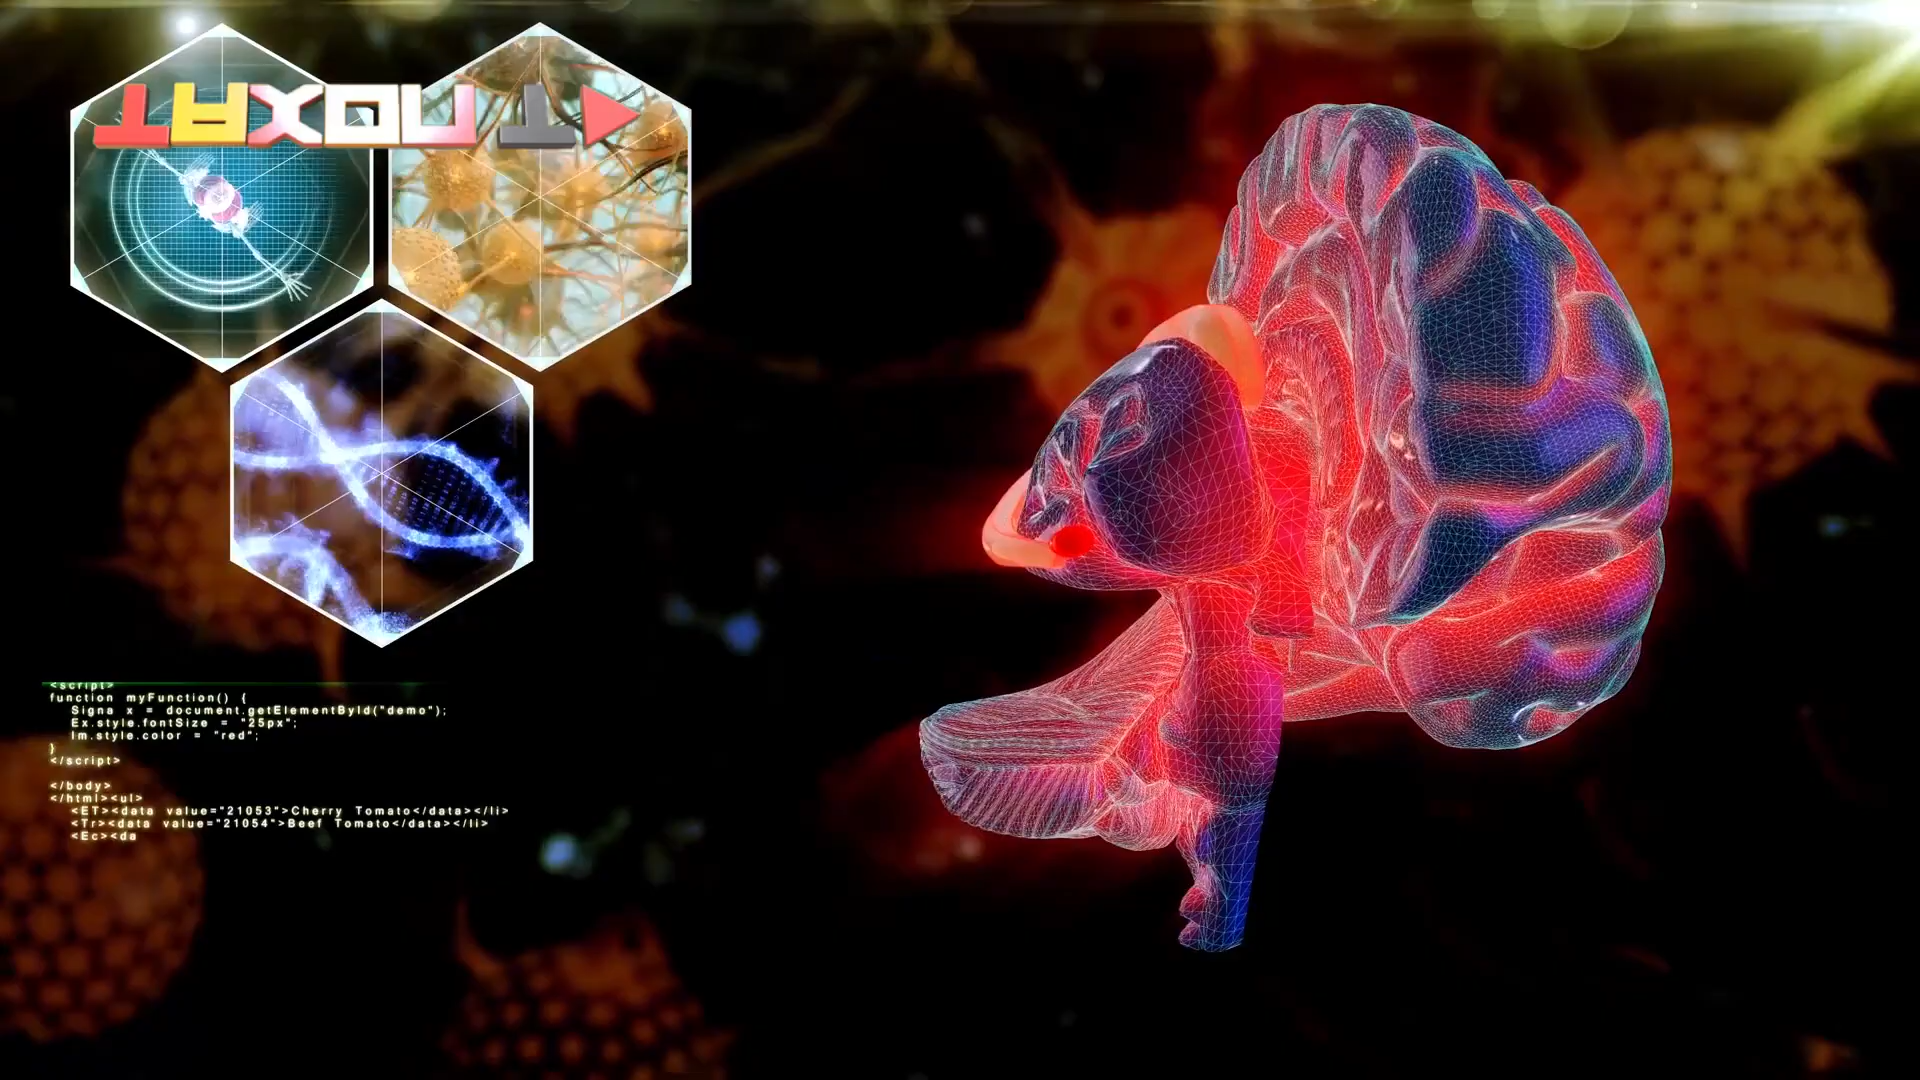 <script>
function myFunction() {
Signa x = document.getElementById("demo");
Ex.style.fontSize = "25px";
Im.style.color = "red";
}
</script>
</body>
</html><ul>
<ET><data value="21053">Cherry Tomato</data></li>
<Tr><data value="21054">Beef Tomato</data></li>
<Ec><da